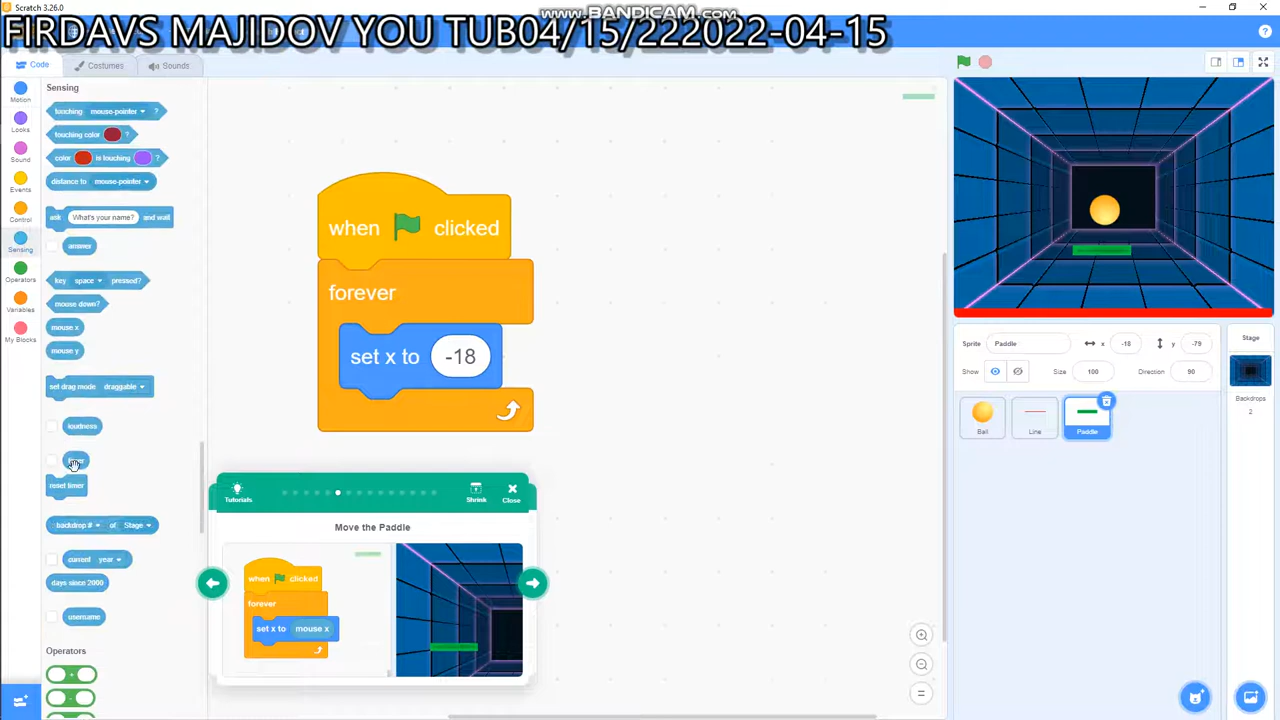 Scratch 3.26.0
www.BANDICAM.com
FIRDAVS MAJIDOV YOU TUB04/15/222022-04-15
Code
Costumes
Sounds
Motion
Looks
Sound
Events
Control
Sensing
Operators
Variables
My Blocks
Sensing
touching mouse-pointer ?
touching color ?
color is touching ?
distance to mouse-pointer
ask What's your name? and wait
answer
key space pressed?
mouse down?
mouse x
mouse y
set drag mode draggable
loudness
reset timer
backdrop # of Stage
current year
days since 2000
username
Operators
+
-
when clicked
forever
set x to -18
Tutorials
Shrink
Close
Move the Paddle
when clicked
forever
set x to mouse x
Sprite Paddle x -18 y -79
Show Size 100 Direction 90
Ball
Line
Paddle
Stage
Backdrops
2